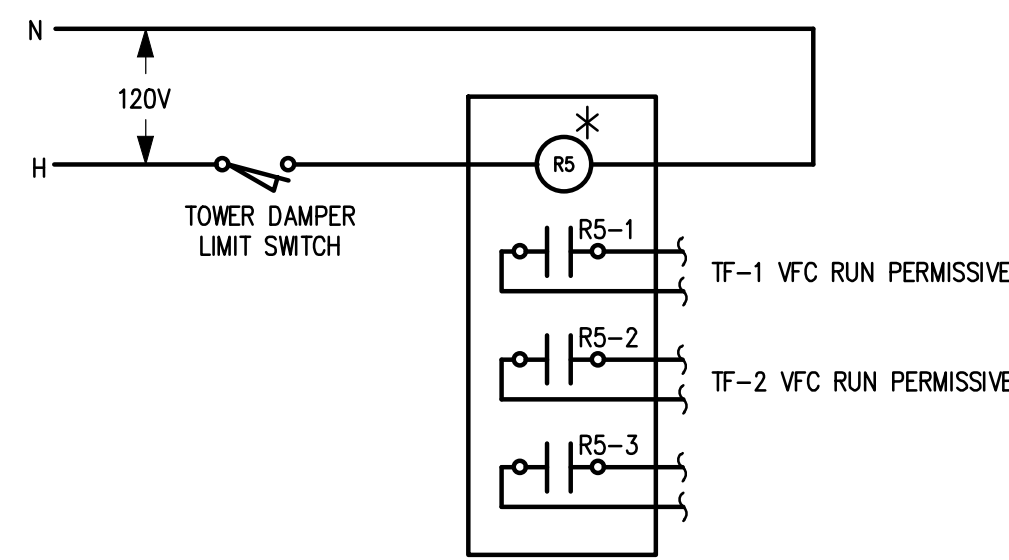 N
120V
H
R5
TOWER DAMPER
LIMIT SWITCH
R5-1
TF-1 VFC RUN PERMISSIVE
R5-2
TF-2 VFC RUN PERMISSIVE
R5-3